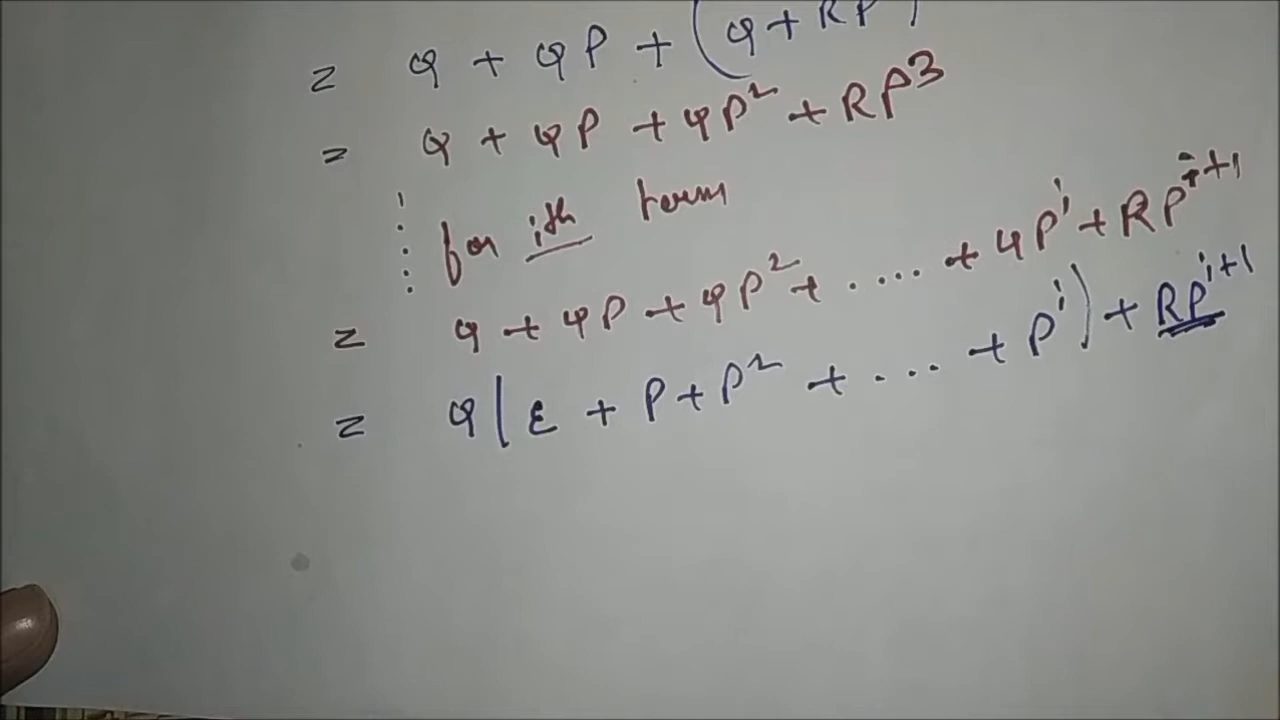 = Q + QP + (Q + RP)
= Q + QP + QP² + RP³
for ith term
= Q + QP + QP² + .... + QPⁱ + RPⁱ⁺¹
= Q(ε + P + P² + .... + Pⁱ) + RPⁱ⁺¹